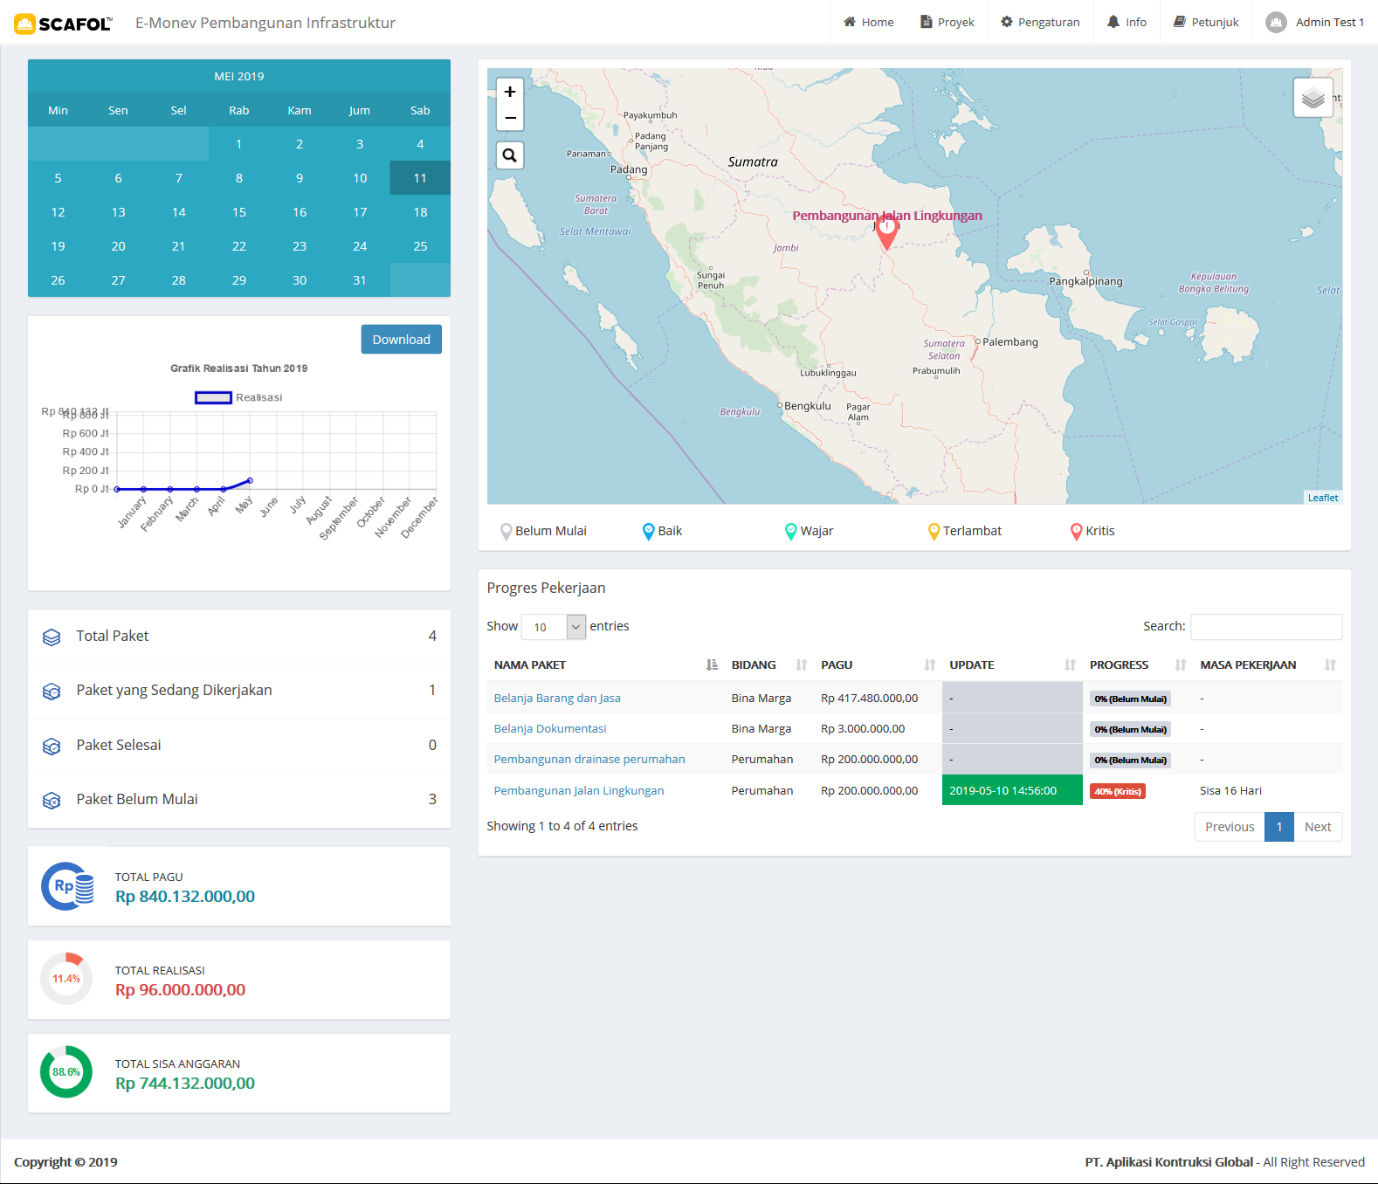 SCAFOL™ E-Monev Pembangunan Infrastruktur Home Proyek Pengaturan Info Petunjuk Admin Test 1
MEI 2019
Min Sen Sel Rab Kam Jum Sab
1 2 3 4
5 6 7 8 9 10 11
12 13 14 15 16 17 18
19 20 21 22 23 24 25
26 27 28 29 30 31
Download
Grafik Realisasi Tahun 2019
Realisasi
Rp 840.132 Jt
Rp 800 Jt
Rp 600 Jt
Rp 400 Jt
Rp 200 Jt
Rp 0 Jt
January February March April May June July August September October November December
Total Paket 4
Paket yang Sedang Dikerjakan 1
Paket Selesai 0
Paket Belum Mulai 3
Rp
TOTAL PAGU
Rp 840.132.000,00
11.4%
TOTAL REALISASI
Rp 96.000.000,00
88.6%
TOTAL SISA ANGGARAN
Rp 744.132.000,00
+
−
Payakumbuh
Padang
Panjang
Pariaman
Padang
Sumatra
Sumatera
Barat
Selat Mentawai
Pembangunan Jalan Lingkungan
Jambi
Sungai
Penuh
Pangkalpinang
Kepulauan
Bangka Belitung
Selat
Selat Gaspar
Sumatera
Selatan
Palembang
Prabumulih
Lubuklinggau
Bengkulu
Bengkulu
Pagar
Alam
Leaflet
Belum Mulai Baik Wajar Terlambat Kritis
Progres Pekerjaan
Show 10 entries Search:
NAMA PAKET BIDANG PAGU UPDATE PROGRESS MASA PEKERJAAN
Belanja Barang dan Jasa Bina Marga Rp 417.480.000,00 - 0% (Belum Mulai) -
Belanja Dokumentasi Bina Marga Rp 3.000.000,00 - 0% (Belum Mulai) -
Pembangunan drainase perumahan Perumahan Rp 200.000.000,00 - 0% (Belum Mulai) -
Pembangunan Jalan Lingkungan Perumahan Rp 200.000.000,00 2019-05-10 14:56:00 40% (Kritis) Sisa 16 Hari
Showing 1 to 4 of 4 entries Previous 1 Next
Copyright © 2019 PT. Aplikasi Kontruksi Global - All Right Reserved